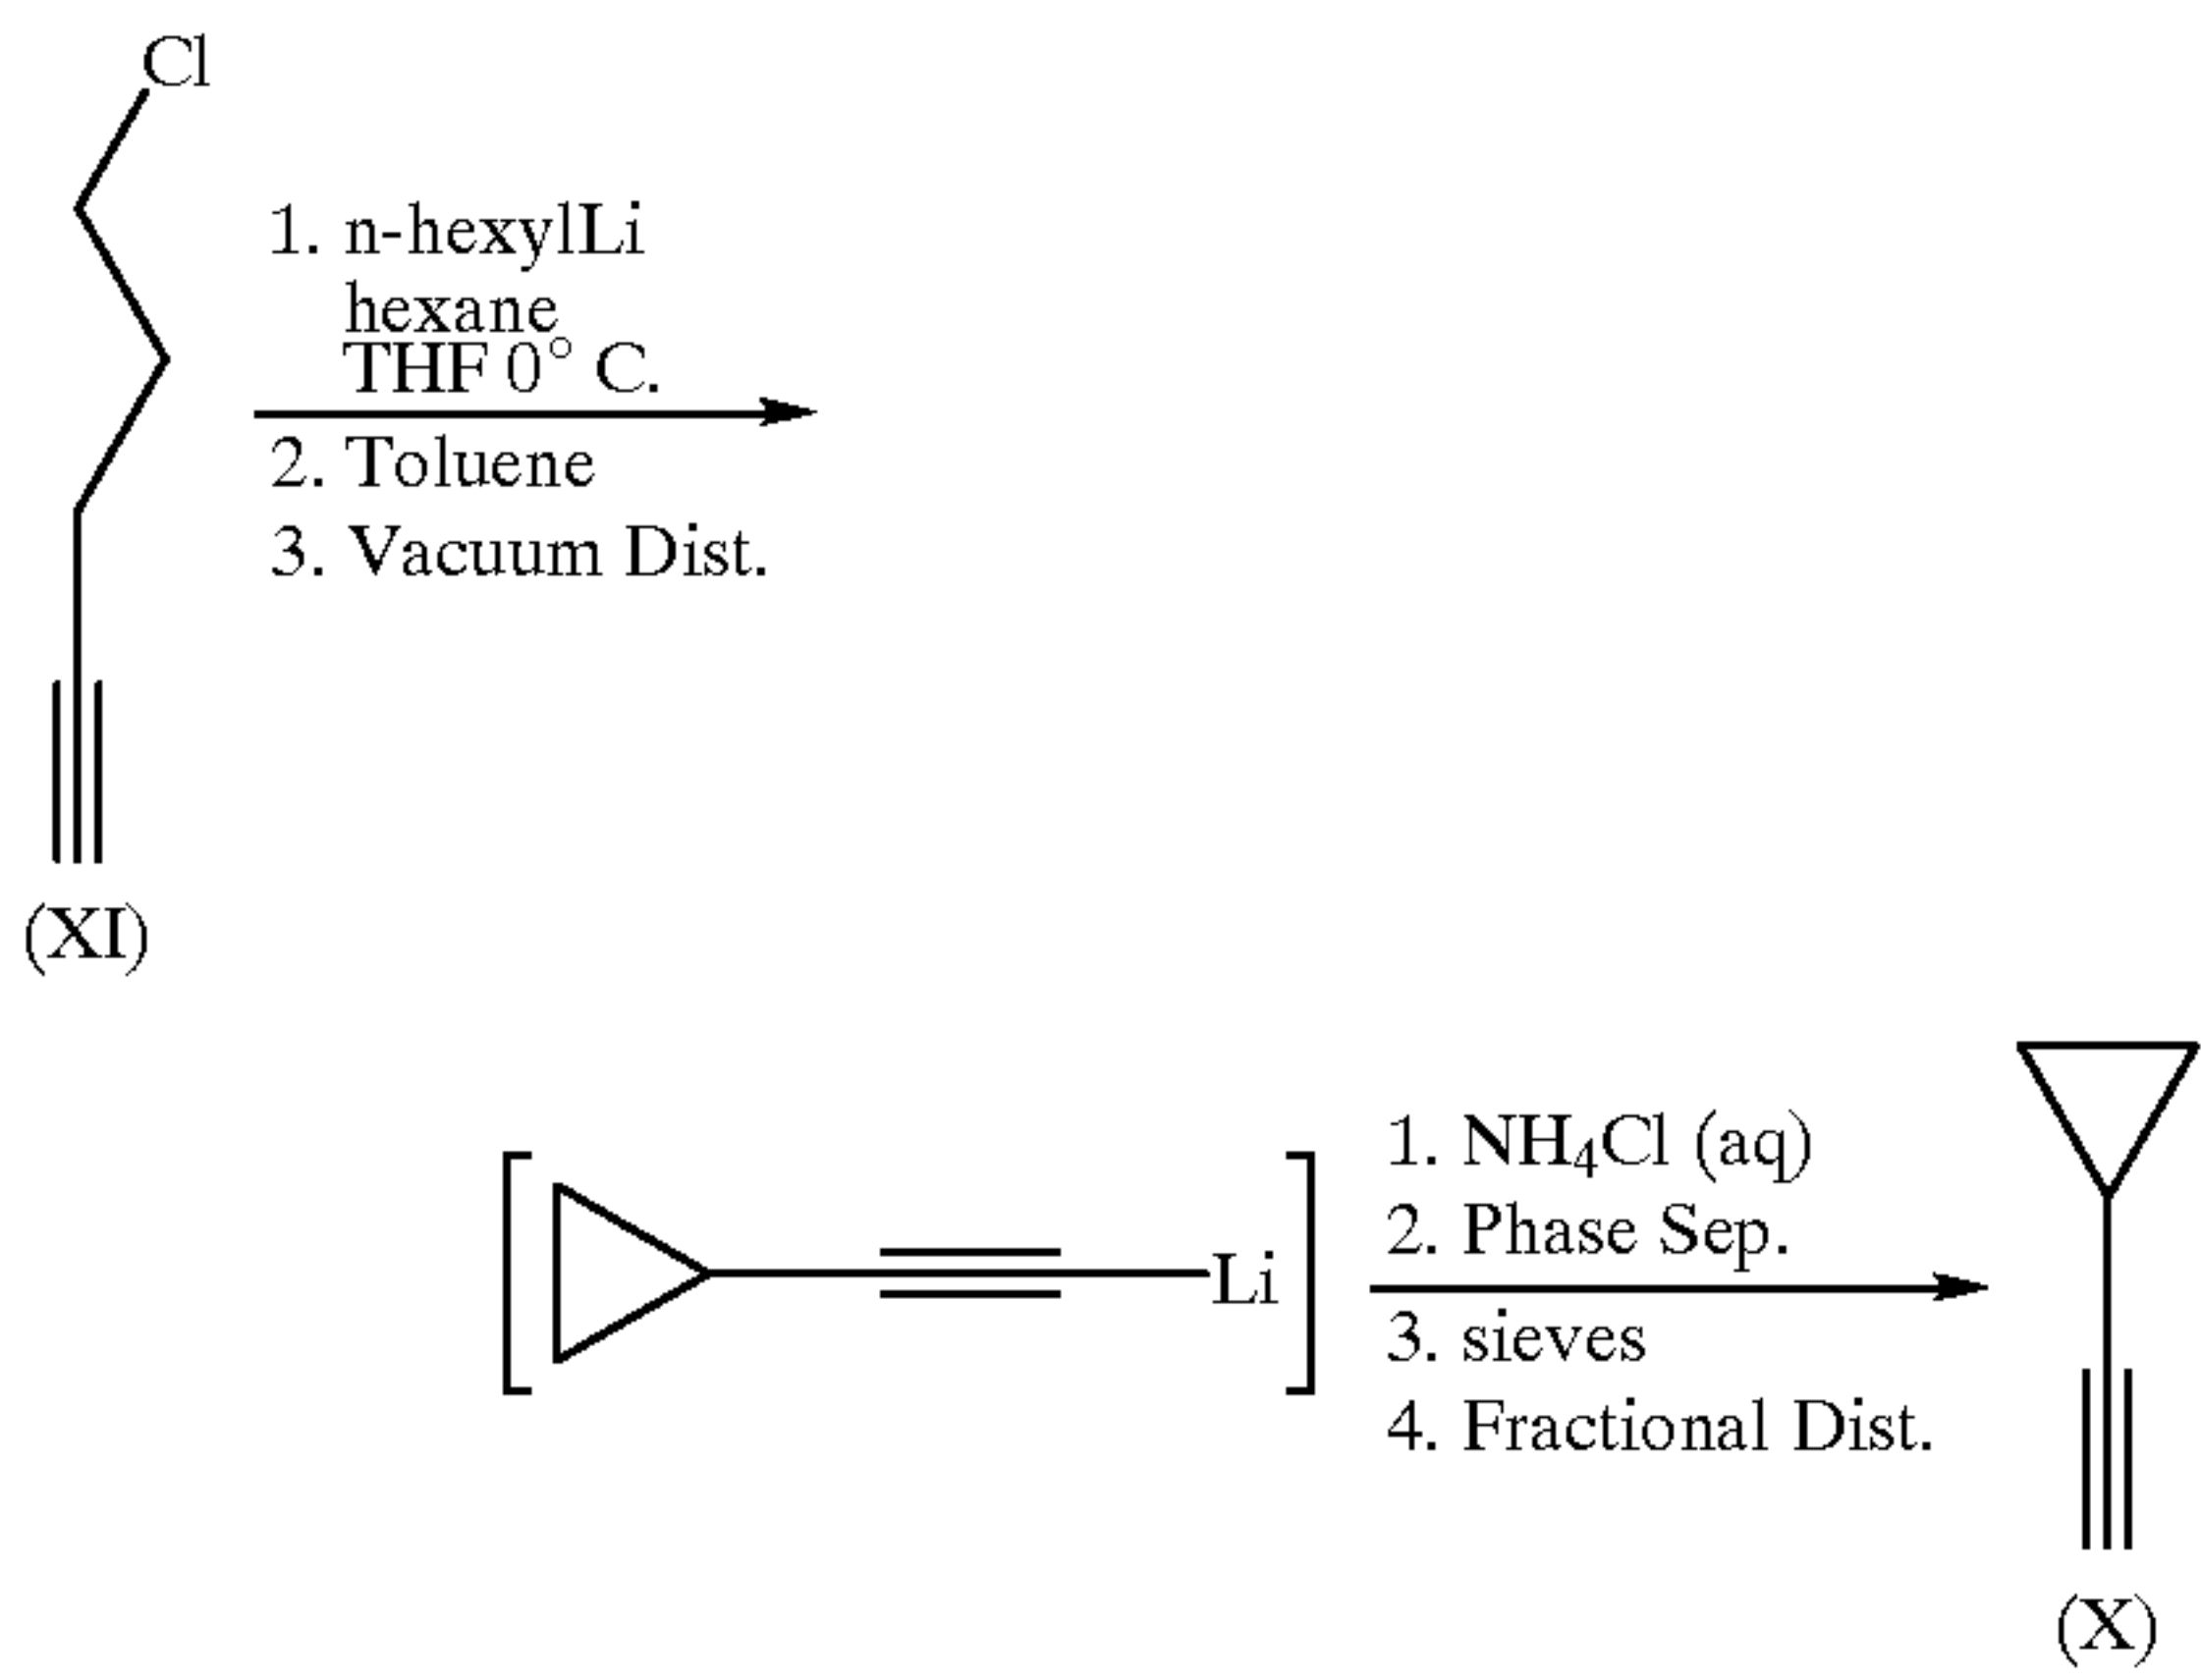 Cl
1. n-hexylLi
hexane
THF 0° C.
2. Toluene
3. Vacuum Dist.
(XI)
Li
1. NH₄Cl (aq)
2. Phase Sep.
3. sieves
4. Fractional Dist.
(X)